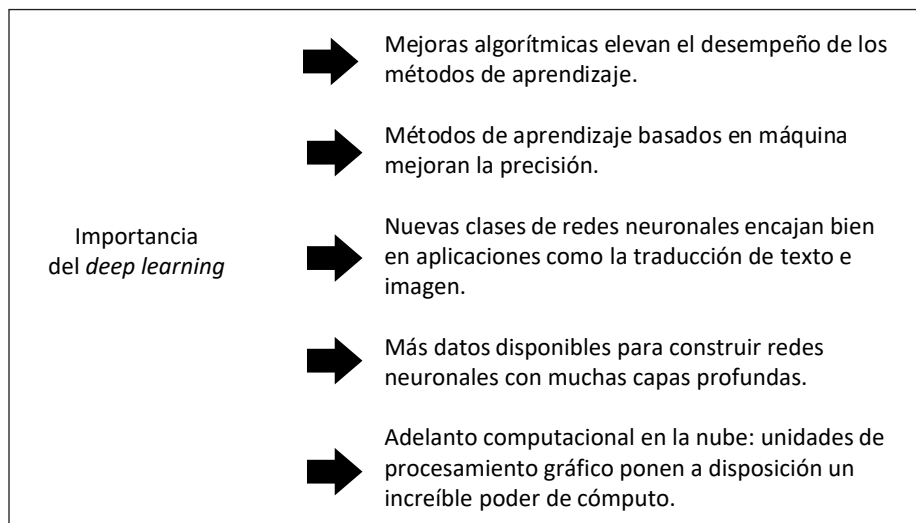 Mejoras algorítmicas elevan el desempeño de los
métodos de aprendizaje.
Métodos de aprendizaje basados en máquina
mejoran la precisión.
Importancia
del deep learning
Nuevas clases de redes neuronales encajan bien
en aplicaciones como la traducción de texto e
imagen.
Más datos disponibles para construir redes
neuronales con muchas capas profundas.
Adelanto computacional en la nube: unidades de
procesamiento gráfico ponen a disposición un
increíble poder de cómputo.